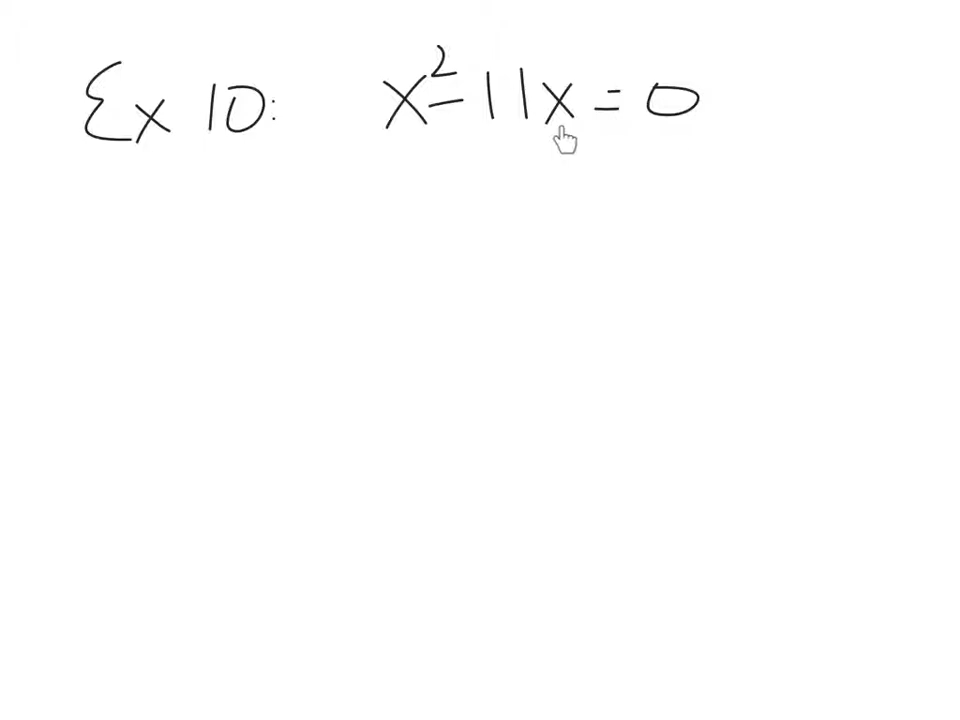 Ex 10: x² - 11x = 0